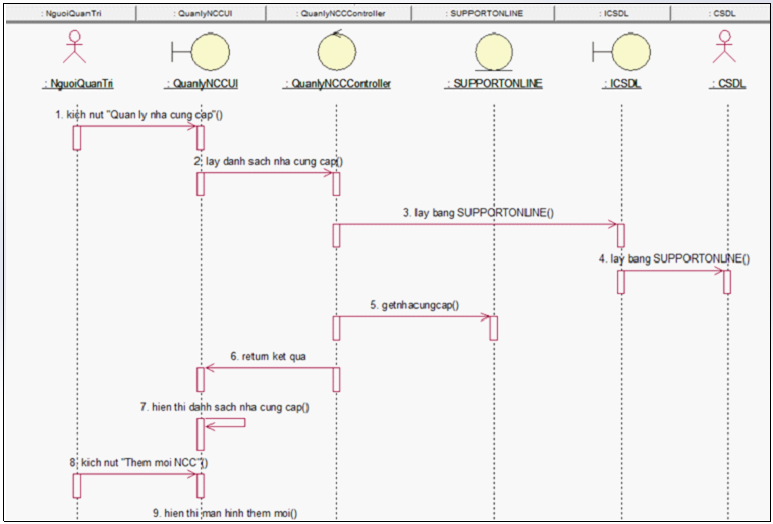 : NguoiQuanTri
: QuanlyNCCUI
: QuanlyNCCController
: SUPPORTONLINE
: ICSDL
: CSDL
: NguoiQuanTri
: QuanlyNCCUI
: QuanlyNCCController
: SUPPORTONLINE
: ICSDL
: CSDL
1. kich nut "Quan ly nha cung cap"()
2. lay danh sach nha cung cap()
3. lay bang SUPPORTONLINE()
4. lay bang SUPPORTONLINE()
5. getnhacungcap()
6. return ket qua
7. hien thi danh sach nha cung cap()
8. kich nut "Them moi NCC"()
9. hien thi man hinh them moi()